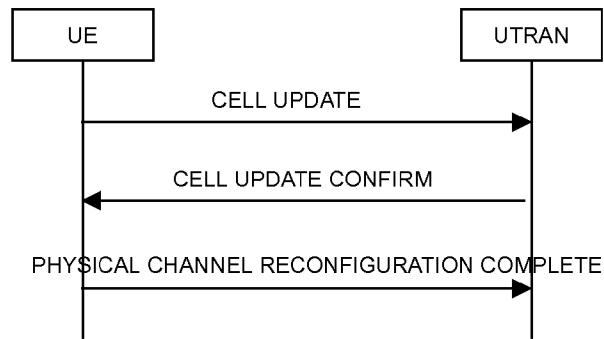 UE
UTRAN
CELL UPDATE
CELL UPDATE CONFIRM
PHYSICAL CHANNEL RECONFIGURATION COMPLETE